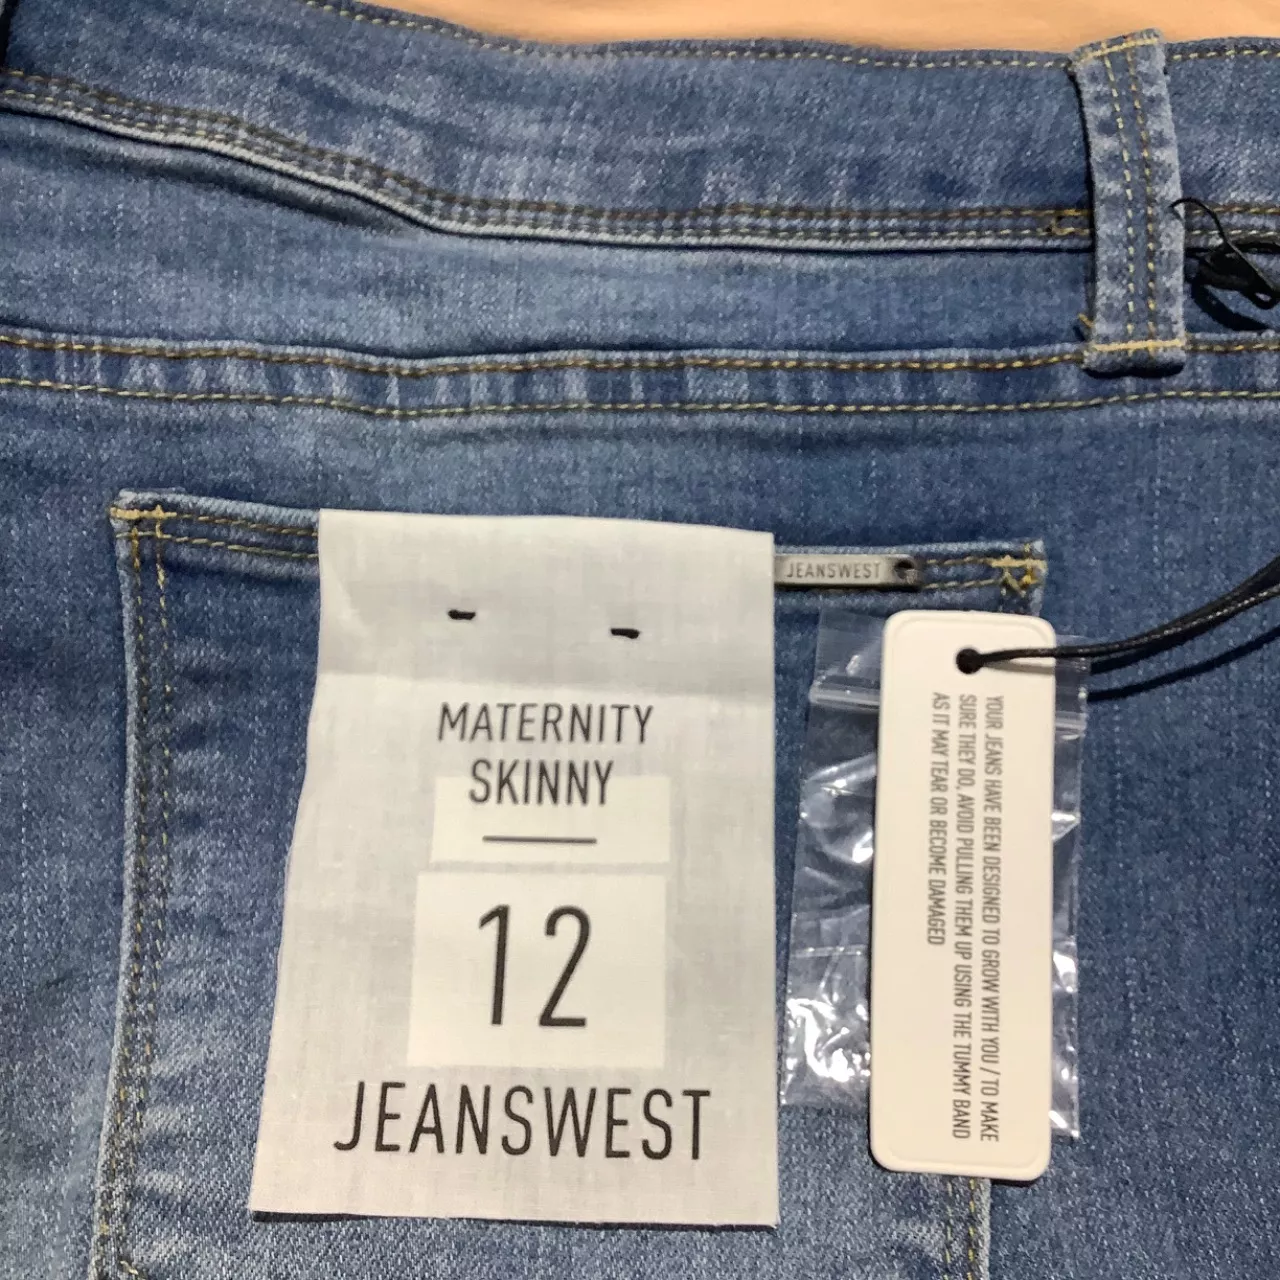 JEANSWEST
MATERNITY
SKINNY
12
JEANSWEST
YOUR JEANS HAVE BEEN DESIGNED TO GROW WITH YOU / TO MAKE
SURE THEY DO, AVOID PULLING THEM UP USING THE TUMMY BAND
AS IT MAY TEAR OR BECOME DAMAGED